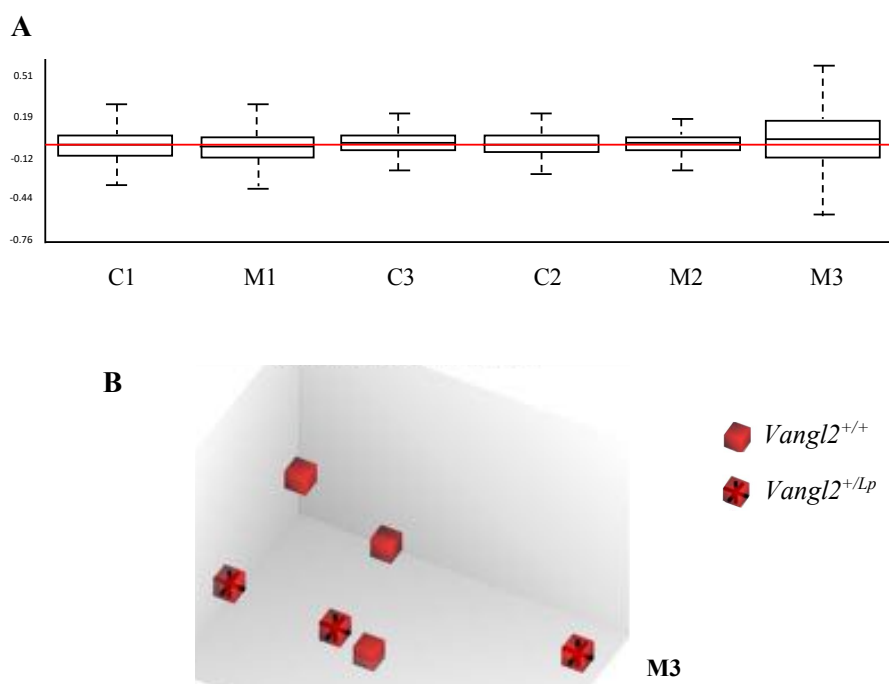 A
0.51
0.19
-0.12
-0.44
-0.76
C1 M1 C3 C2 M2 M3
B
Vangl2+/+
Vangl2+/Lp
M3